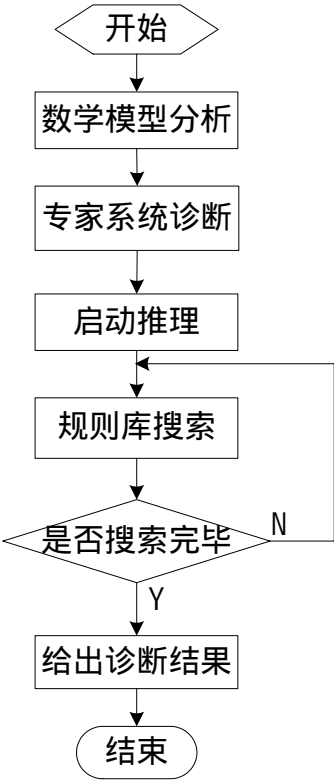 开始
数学模型分析
专家系统诊断
启动推理
规则库搜索
是否搜索完毕
N
Y
给出诊断结果
结束